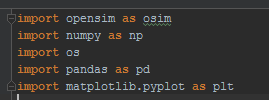 import opensim as osim
import numpy as np
import os
import pandas as pd
import matplotlib.pyplot as plt